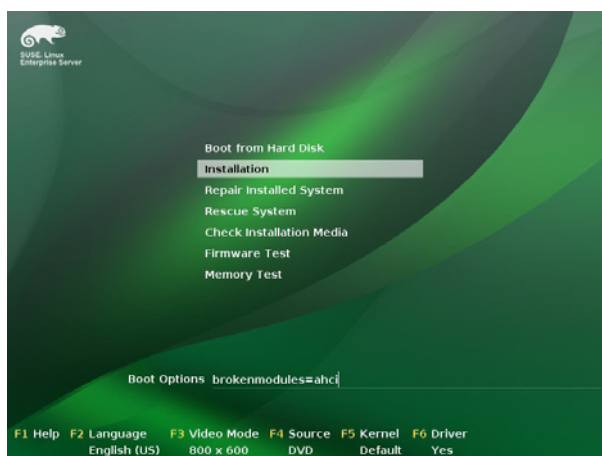 SUSE. Linux
Enterprise Server
Boot from Hard Disk
Installation
Repair Installed System
Rescue System
Check Installation Media
Firmware Test
Memory Test
Boot Options brokenmodules=ahci
F1 Help F2 Language F3 Video Mode F4 Source F5 Kernel F6 Driver
English (US) 800 x 600 DVD Default Yes